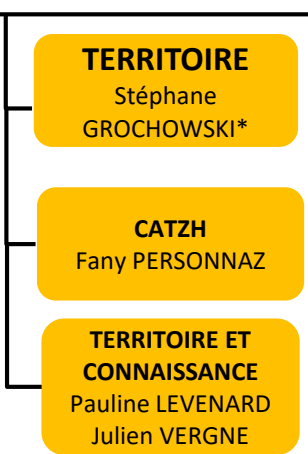 TERRITOIRE
Stéphane
GROCHOWSKI*
CATZH
Fany PERSONNAZ
TERRITOIRE ET
CONNAISSANCE
Pauline LEVENARD
Julien VERGNE